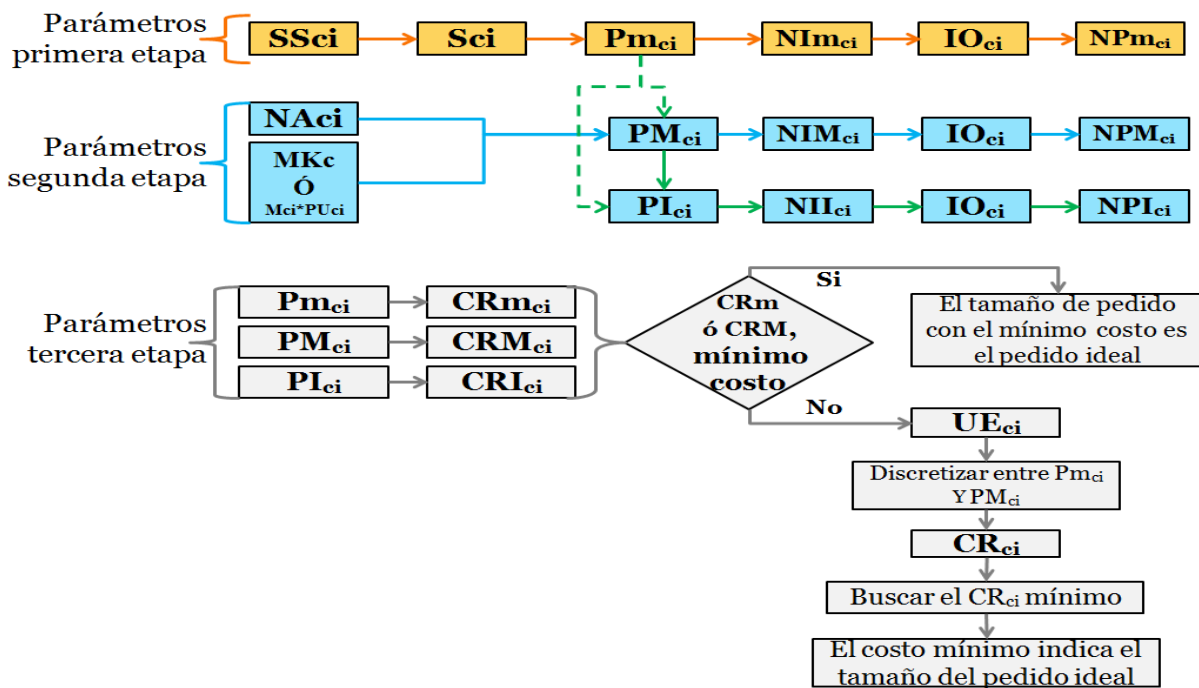 Parámetros
primera etapa
SSci
Sci
Pmci
NImci
IOci
NPmci
Parámetros
segunda etapa
NAci
MKc
Ó
Mci*PUci
PMci
NIMci
IOci
NPMci
PIci
NIIci
IOci
NPIci
Parámetros
tercera etapa
Pmci
CRmci
PMci
CRMci
PIci
CRIci
CRm
ó CRM,
mínimo
costo
Si
El tamaño de pedido
con el mínimo costo es
el pedido ideal
No
UEci
Discretizar entre Pmci
Y PMci
CRci
Buscar el CRci mínimo
El costo mínimo indica el
tamaño del pedido ideal